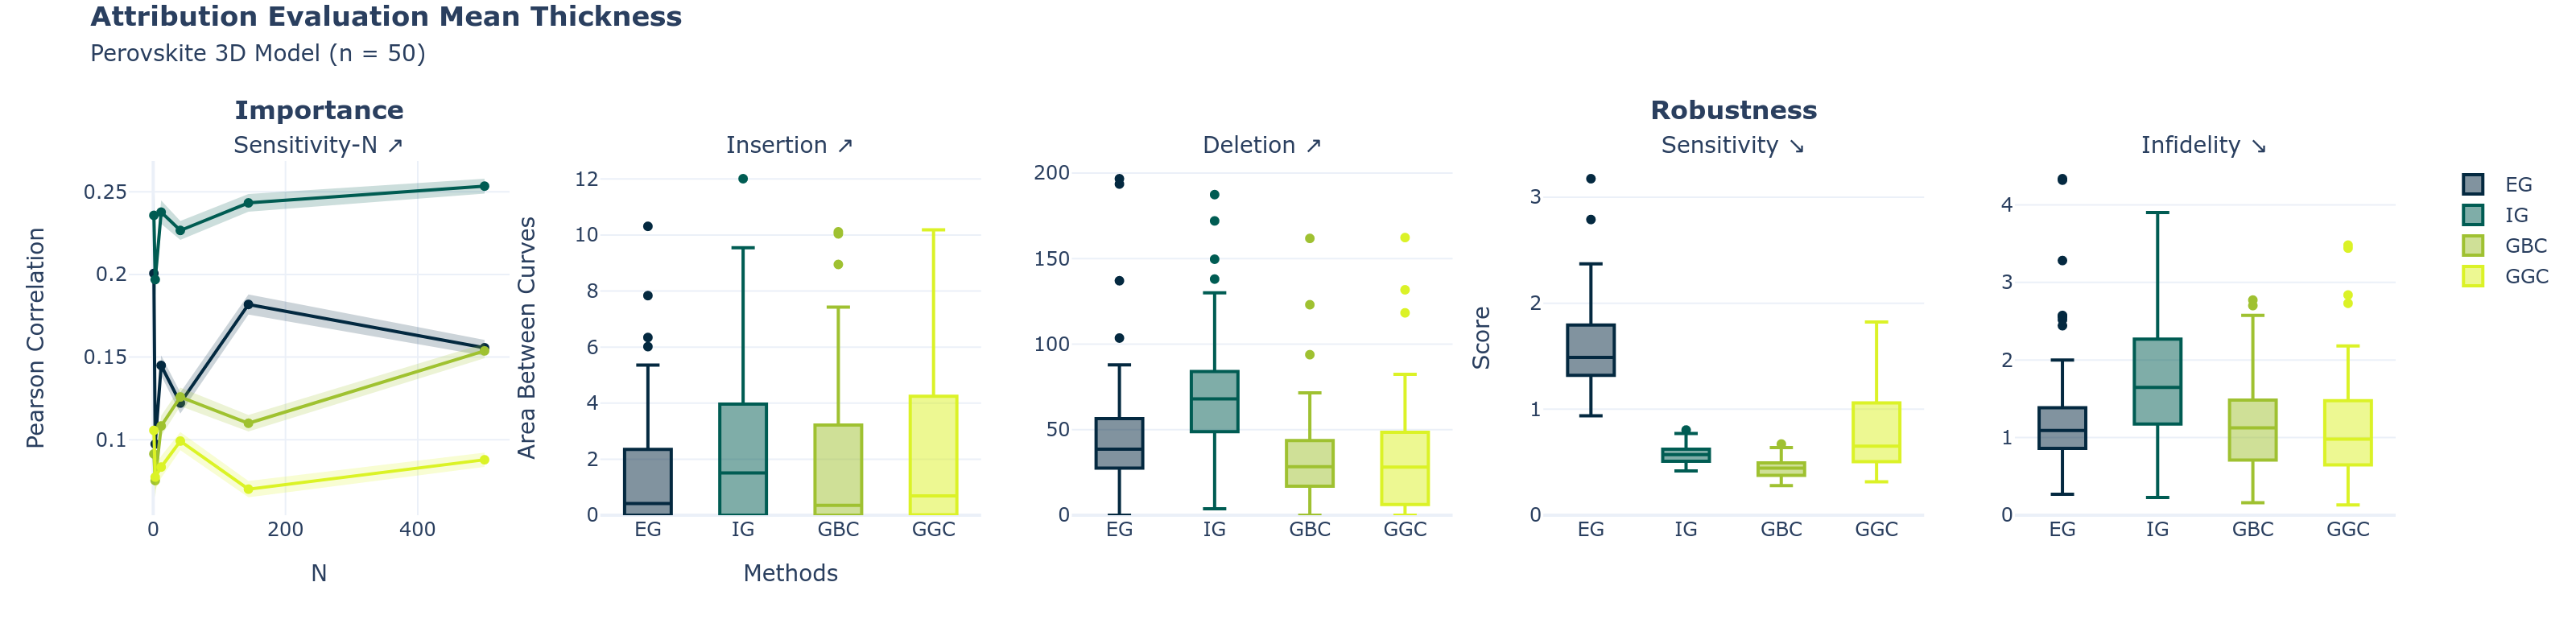 Attribution Evaluation Mean Thickness
Perovskite 3D Model (n = 50)
Importance
Robustness
Sensitivity-N ↗
Insertion ↗
Deletion ↗
Sensitivity ↘
Infidelity ↘
Pearson Correlation
0.25
0.2
0.15
0.1
0 200 400
N
Area Between Curves
12
10
8
6
4
2
0
EG IG GBC GGC
Methods
200
150
100
50
0
EG IG GBC GGC
Score
3
2
1
0
EG IG GBC GGC
4
3
2
1
0
EG IG GBC GGC
EG
IG
GBC
GGC